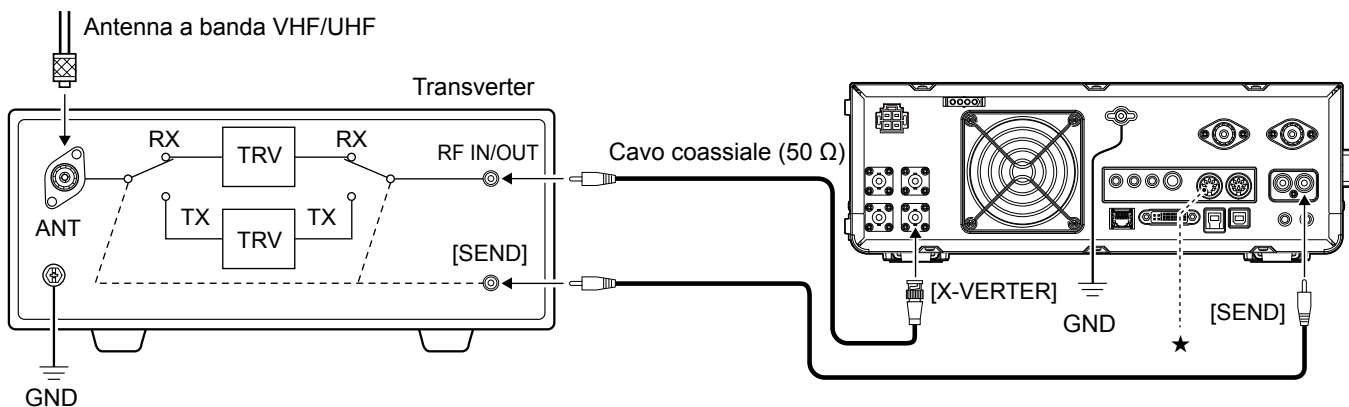 Antenna a banda VHF/UHF
Transverter
RX
RX
TRV
RF IN/OUT
Cavo coassiale (50 Ω)
ANT
TX
TX
TRV
[SEND]
[X-VERTER]
GND
[SEND]
★
GND